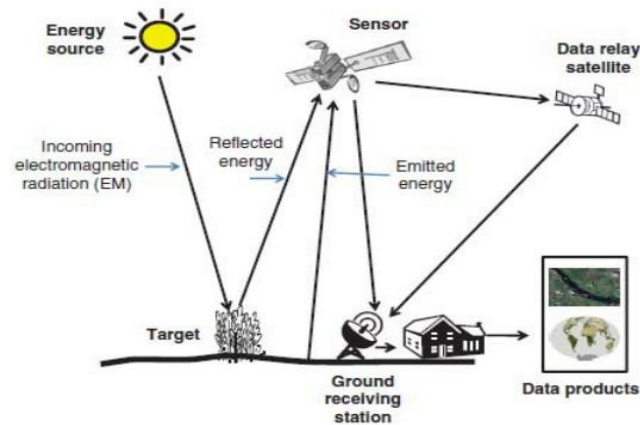 Energy
source
Sensor
Data relay
satellite
Incoming
electromagnetic
radiation (EM)
Reflected
energy
Emitted
energy
Target
Ground
receiving
station
Data products